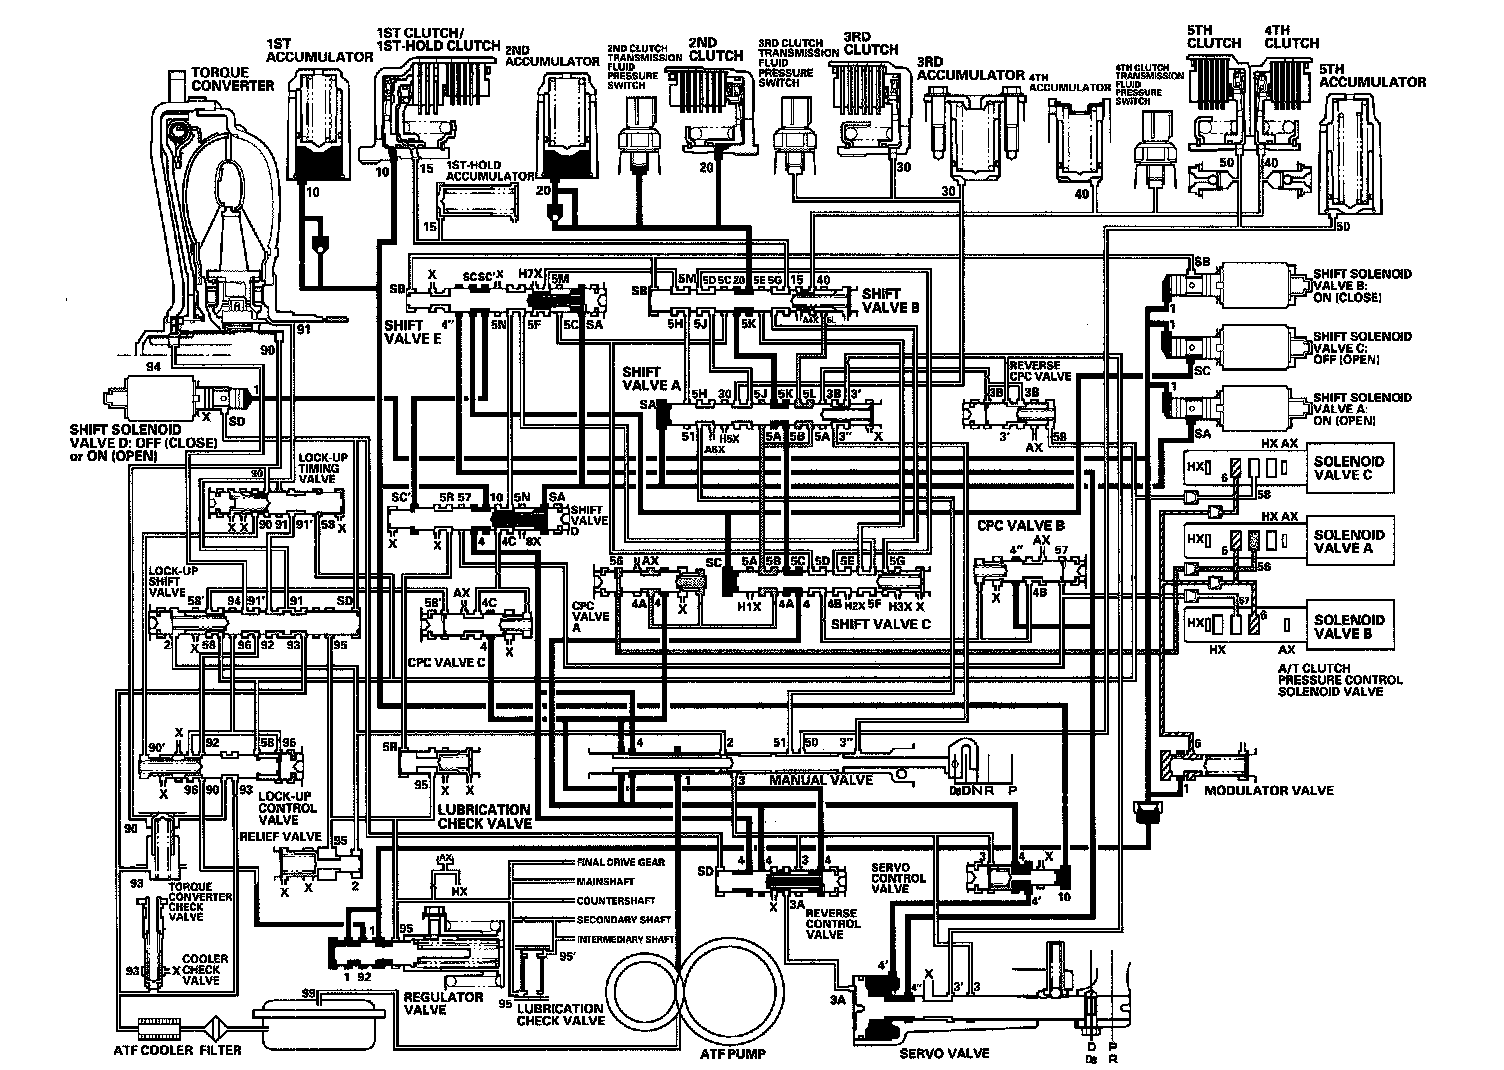 1ST
ACCUMULATOR
1ST CLUTCH/
1ST-HOLD CLUTCH
2ND
ACCUMULATOR
2ND CLUTCH
TRANSMISSION
FLUID
PRESSURE
SWITCH
2ND
CLUTCH
3RD CLUTCH
TRANSMISSION
FLUID
PRESSURE
SWITCH
3RD
CLUTCH
3RD
ACCUMULATOR
4TH
ACCUMULATOR
4TH CLUTCH
TRANSMISSION
FLUID
PRESSURE
SWITCH
5TH
CLUTCH
4TH
CLUTCH
5TH
ACCUMULATOR
TORQUE
CONVERTER
1ST-HOLD
ACCUMULATOR
10
10
15
15
20
20
30
30
40
50
40
5D
91
90
94
SB
X
5C
SC'
X
H7X
5M
4"
5N
5F
5C
SA
SHIFT
VALVE E
SB
5M
5D
5C
20
5E
5G
15
40
5H
5J
5K
A4X
5L
SHIFT
VALVE B
SB
1
SHIFT SOLENOID
VALVE B:
ON (CLOSE)
1
SC
SHIFT SOLENOID
VALVE C:
OFF (OPEN)
1
SA
SHIFT SOLENOID
VALVE A:
ON (OPEN)
1
X
SD
SHIFT SOLENOID
VALVE D: OFF (CLOSE)
or ON (OPEN)
SHIFT
VALVE A
SA
5H
30
5J
5K
5L
3B
3'
51
A6X
H5X
5A
5B
5A
3"
X
REVERSE
CPC VALVE
3B
3B
3'
AX
58
HX AX
HX
6
58
SOLENOID
VALVE C
HX AX
HX
6
56
SOLENOID
VALVE A
HX
57
6
HX
AX
SOLENOID
VALVE B
A/T CLUTCH
PRESSURE CONTROL
SOLENOID VALVE
LOCK-UP
TIMING
VALVE
90
X
X
90
91
91'
58
X
SC'
5R
57
10
5N
SA
X
X
4
4C
8X
SHIFT
VALVE
D
CPC VALVE B
4"
AX
57
X
4B
56
AX
4A
4
X
CPC
VALVE
A
SC
5A
5B
5C
5D
5E
5G
H1X
4A
4
4B
H2X
5F
H3X
X
SHIFT VALVE C
LOCK-UP
SHIFT
VALVE
58'
94
91'
91
SD
2
X
58
96
92
93
95
58'
AX
4C
4
X
CPC VALVE C
90'
X
92
58
96
X
96
90
93
LOCK-UP
CONTROL
VALVE
5R
95
X
X
LUBRICATION
CHECK VALVE
4
2
51
50
3"
1
3
MANUAL VALVE
D3
D
N
R
P
6
1
MODULATOR VALVE
90
93
TORQUE
CONVERTER
CHECK
VALVE
RELIEF VALVE
95
X
X
2
93
X
COOLER
CHECK
VALVE
AX
HX
FINAL DRIVE GEAR
MAINSHAFT
COUNTERSHAFT
SECONDARY SHAFT
INTERMEDIARY SHAFT
1
95
1
92
REGULATOR
VALVE
95
95'
LUBRICATION
CHECK VALVE
SD
4
4
3
4
X
3A
REVERSE
CONTROL
VALVE
SERVO
CONTROL
VALVE
3
4
X
4'
10
99
ATF COOLER
FILTER
ATF PUMP
3A
4'
4"
X
3'
3
SERVO VALVE
D
D3
P
R